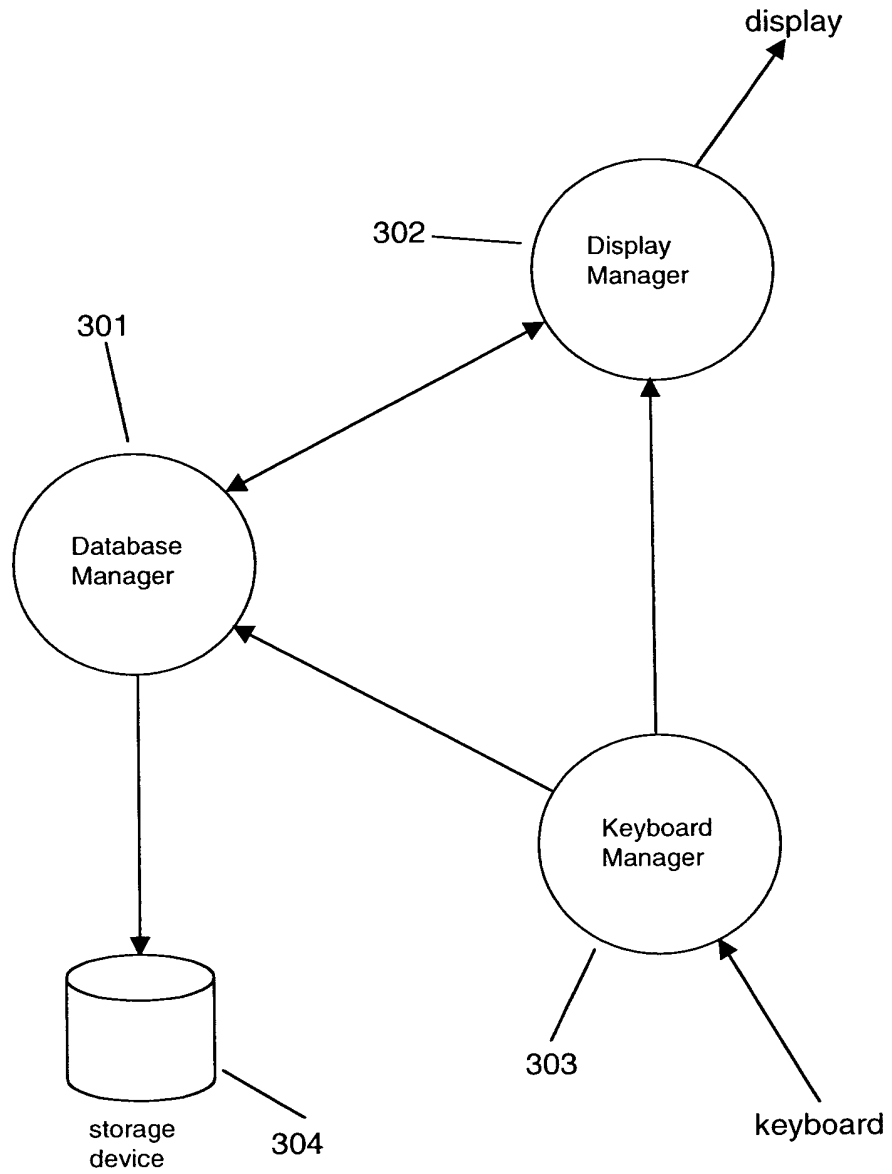 display
302
Display
Manager
301
Database
Manager
Keyboard
Manager
303
keyboard
storage
device
304